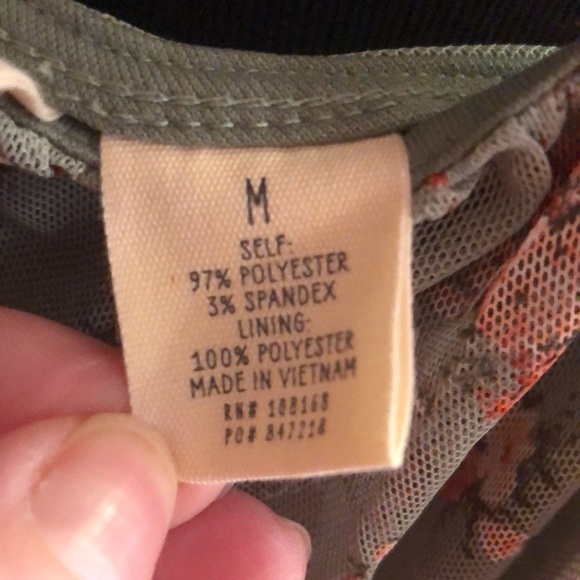 M
SELF:
97% POLYESTER
3% SPANDEX
LINING:
100% POLYESTER
MADE IN VIETNAM
RN# 108168
PO# 847218